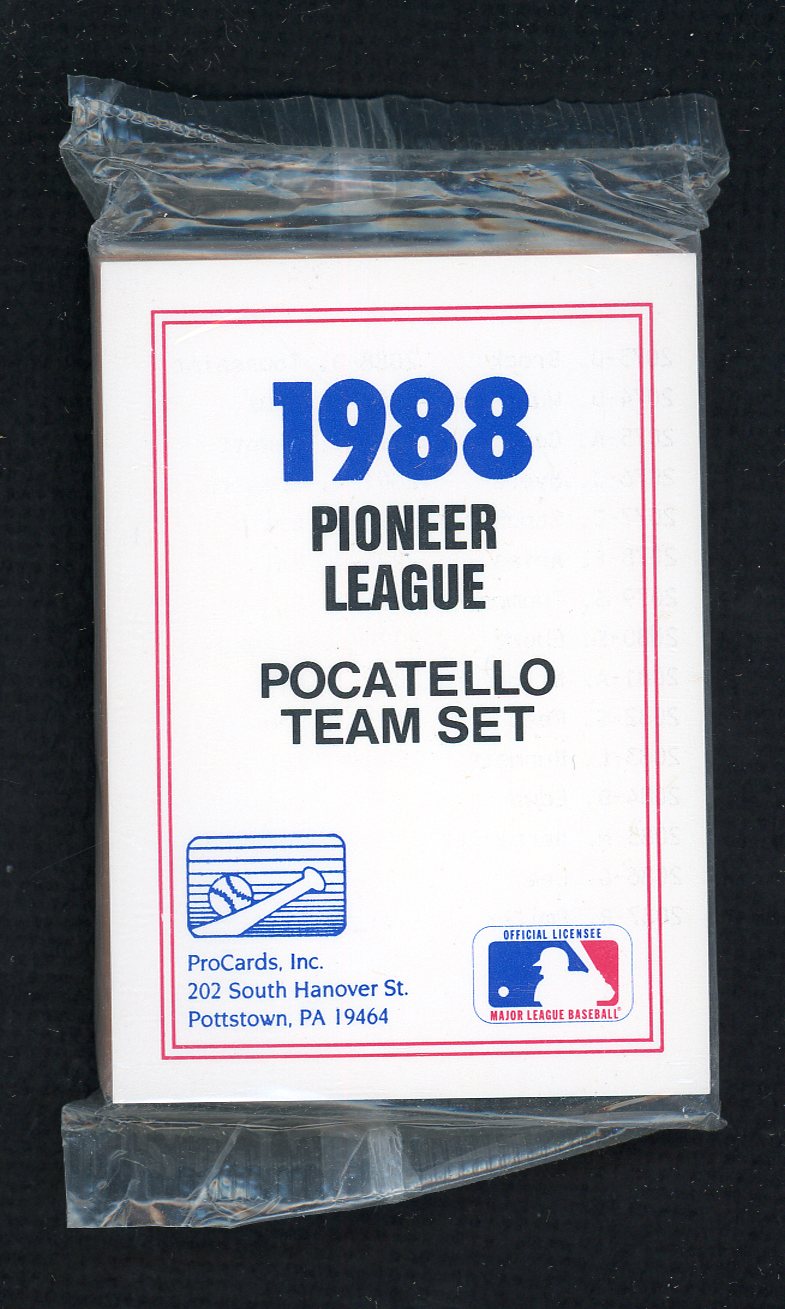 1988
PIONEER
LEAGUE
POCATELLO
TEAM SET
ProCards, Inc.
202 South Hanover St.
Pottstown, PA 19464
OFFICIAL LICENSEE
MAJOR LEAGUE BASEBALL®